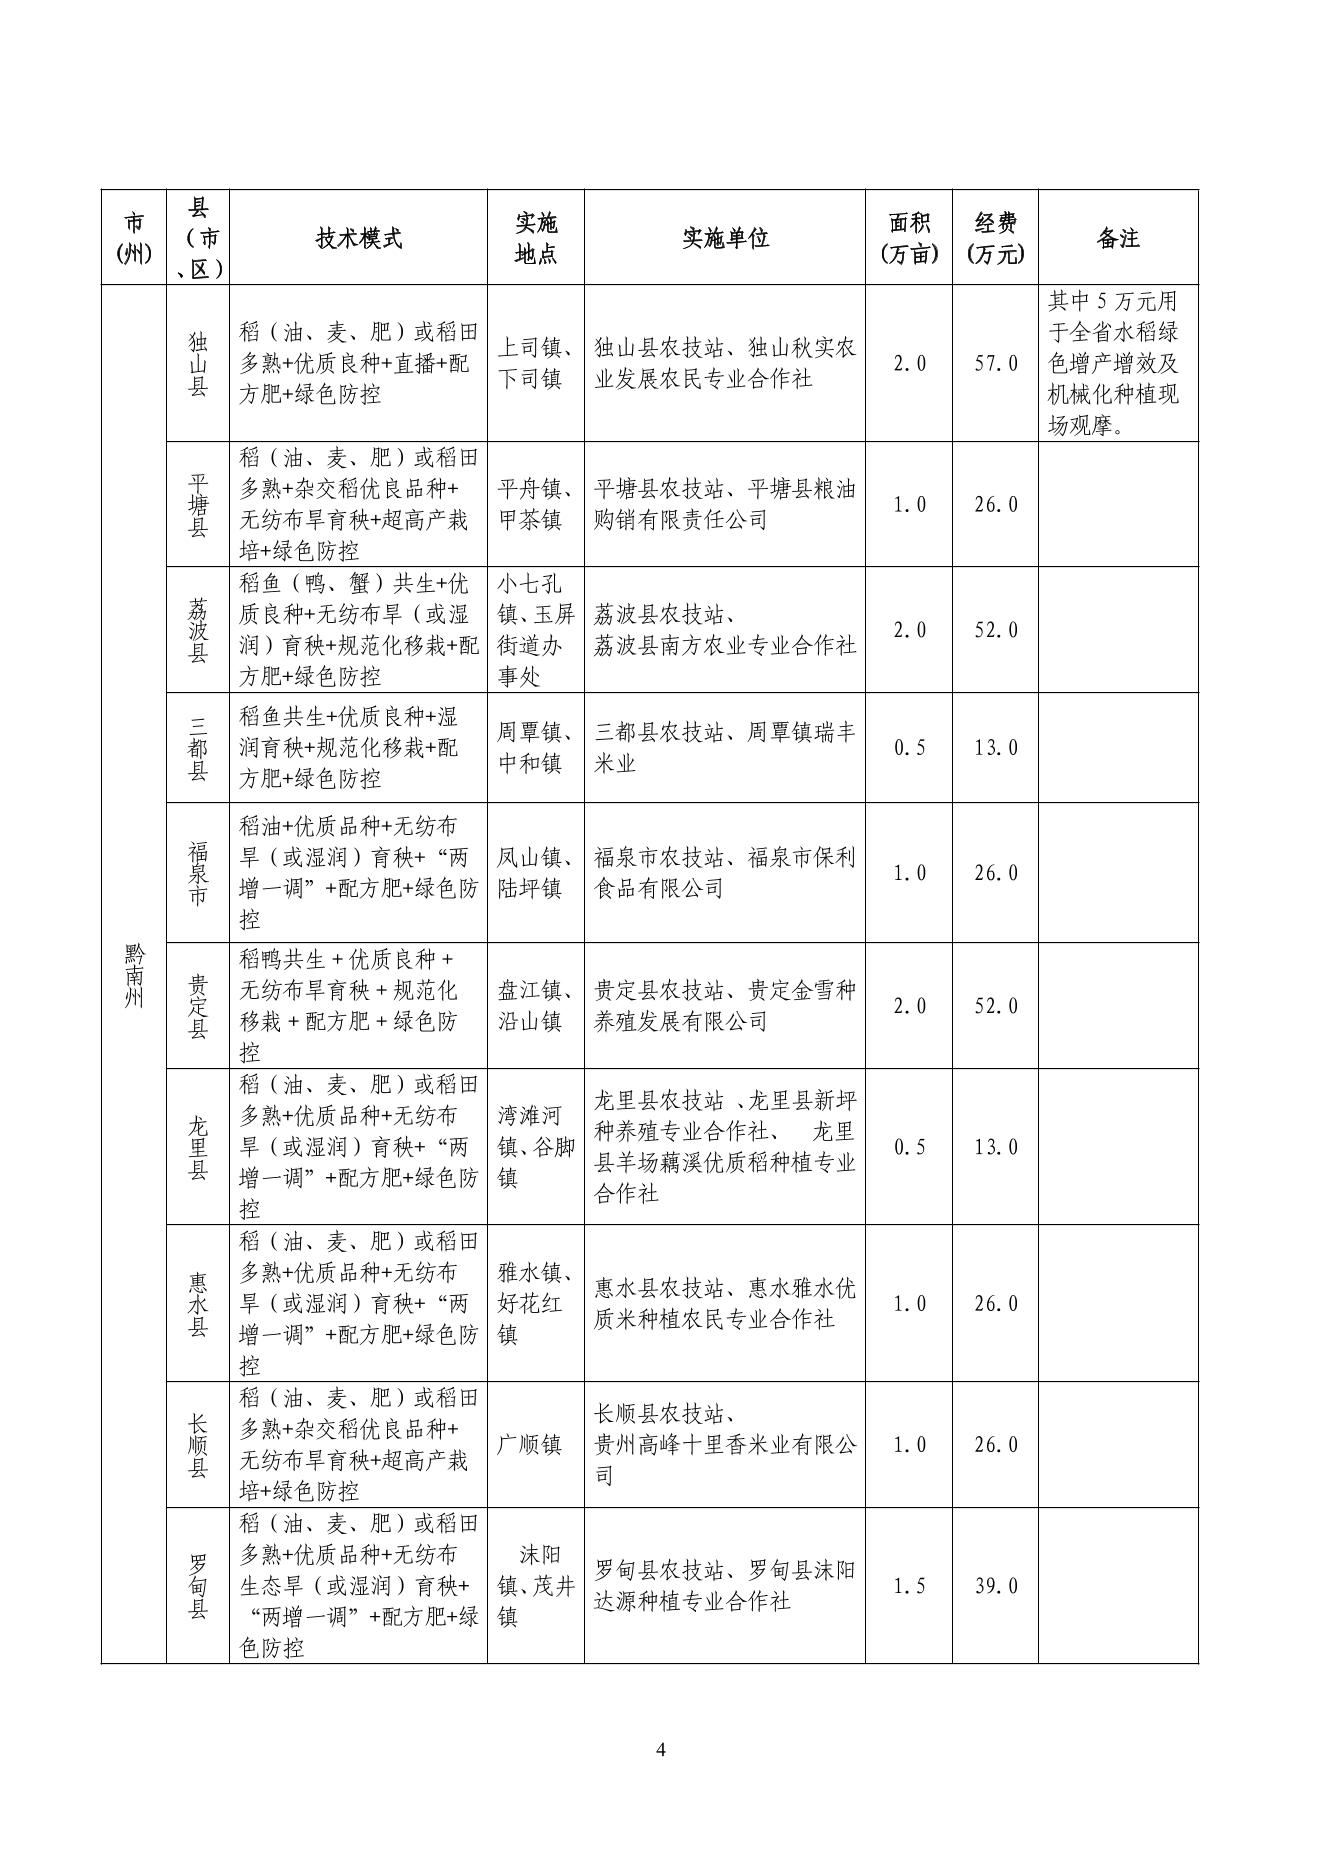 市
(州)
县
（市
、区）
技术模式
实施
地点
实施单位
面积
(万亩)
经费
(万元)
备注
黔南州
独山县
稻（油、麦、肥）或稻田
多熟+优质良种+直播+配
方肥+绿色防控
上司镇、
下司镇
独山县农技站、独山秋实农
业发展农民专业合作社
2.0
57.0
其中 5 万元用
于全省水稻绿
色增产增效及
机械化种植现
场观摩。
平塘县
稻（油、麦、肥）或稻田
多熟+杂交稻优良品种+
无纺布旱育秧+超高产栽
培+绿色防控
平舟镇、
甲茶镇
平塘县农技站、平塘县粮油
购销有限责任公司
1.0
26.0
荔波县
稻鱼（鸭、蟹）共生+优
质良种+无纺布旱（或湿
润）育秧+规范化移栽+配
方肥+绿色防控
小七孔
镇、玉屏
街道办
事处
荔波县农技站、
荔波县南方农业专业合作社
2.0
52.0
三都县
稻鱼共生+优质良种+湿
润育秧+规范化移栽+配
方肥+绿色防控
周覃镇、
中和镇
三都县农技站、周覃镇瑞丰
米业
0.5
13.0
福泉市
稻油+优质品种+无纺布
旱（或湿润）育秧+“两
增一调”+配方肥+绿色防
控
凤山镇、
陆坪镇
福泉市农技站、福泉市保利
食品有限公司
1.0
26.0
贵定县
稻鸭共生＋优质良种＋
无纺布旱育秧＋规范化
移栽＋配方肥＋绿色防
控
盘江镇、
沿山镇
贵定县农技站、贵定金雪种
养殖发展有限公司
2.0
52.0
龙里县
稻（油、麦、肥）或稻田
多熟+优质品种+无纺布
旱（或湿润）育秧+“两
增一调”+配方肥+绿色防
控
湾滩河
镇、谷脚
镇
龙里县农技站 、龙里县新坪
种养殖专业合作社、 龙里
县羊场藕溪优质稻种植专业
合作社
0.5
13.0
惠水县
稻（油、麦、肥）或稻田
多熟+优质品种+无纺布
旱（或湿润）育秧+“两
增一调”+配方肥+绿色防
控
雅水镇、
好花红
镇
惠水县农技站、惠水雅水优
质米种植农民专业合作社
1.0
26.0
长顺县
稻（油、麦、肥）或稻田
多熟+杂交稻优良品种+
无纺布旱育秧+超高产栽
培+绿色防控
广顺镇
长顺县农技站、
贵州高峰十里香米业有限公
司
1.0
26.0
罗甸县
稻（油、麦、肥）或稻田
多熟+优质品种+无纺布
生态旱（或湿润）育秧+
“两增一调”+配方肥+绿
色防控
沫阳
镇、茂井
镇
罗甸县农技站、罗甸县沫阳
达源种植专业合作社
1.5
39.0
4